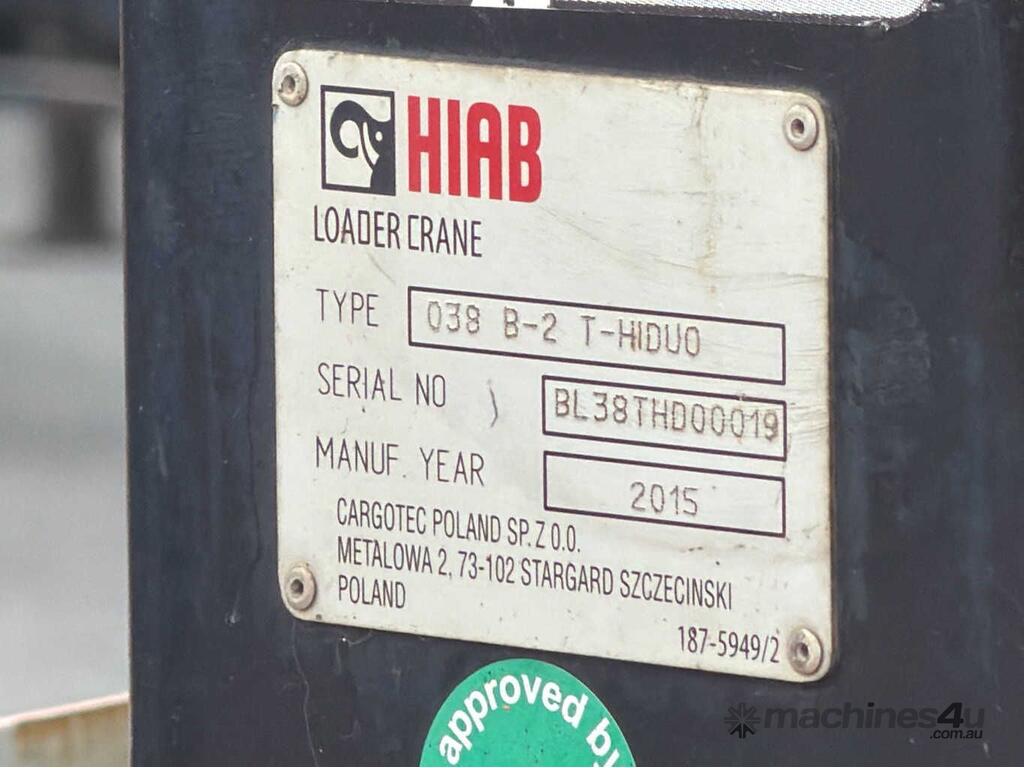 HIAB
LOADER CRANE
TYPE 038 B-2 T-HIDUO
SERIAL NO BL38THD00019
MANUF. YEAR 2015
CARGOTEC POLAND SP. Z O.O.
METALOWA 2, 73-102 STARGARD SZCZECINSKI
POLAND
187-5949/2
approved by
machines4u
.com.au